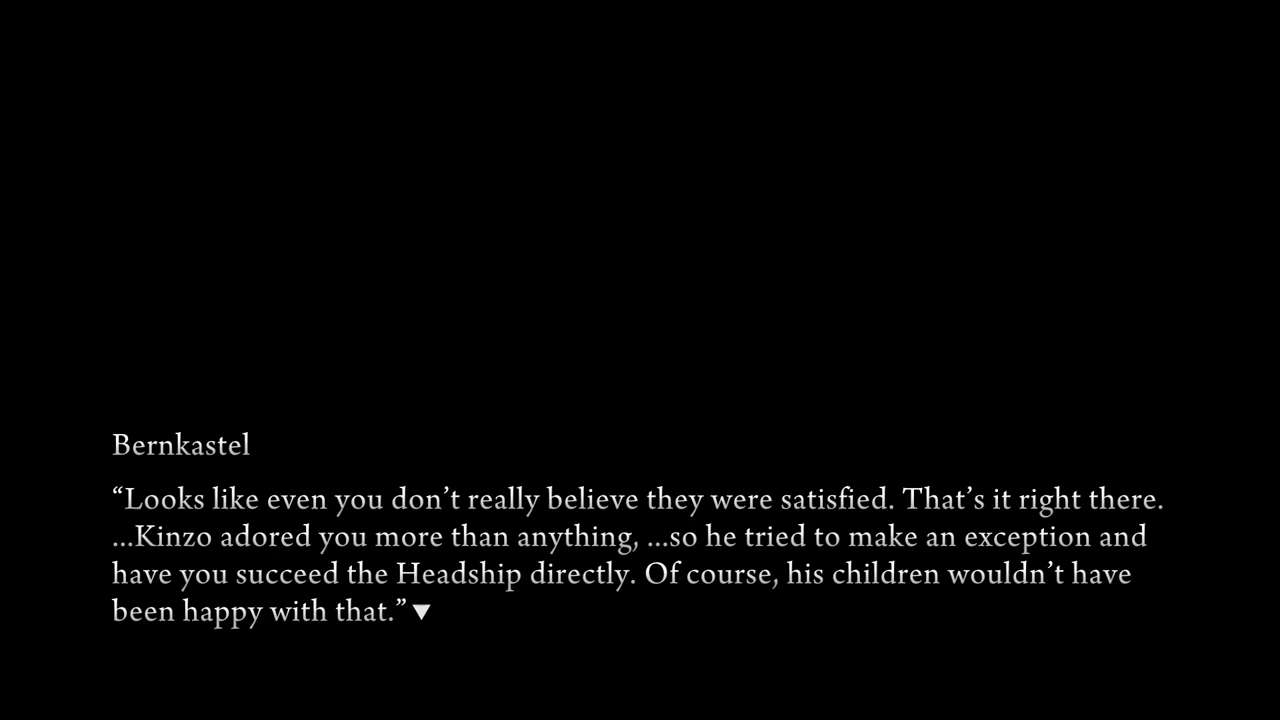 Bernkastel
“Looks like even you don’t really believe they were satisfied. That’s it right there.
...Kinzo adored you more than anything, ...so he tried to make an exception and
have you succeed the Headship directly. Of course, his children wouldn’t have
been happy with that.”▼